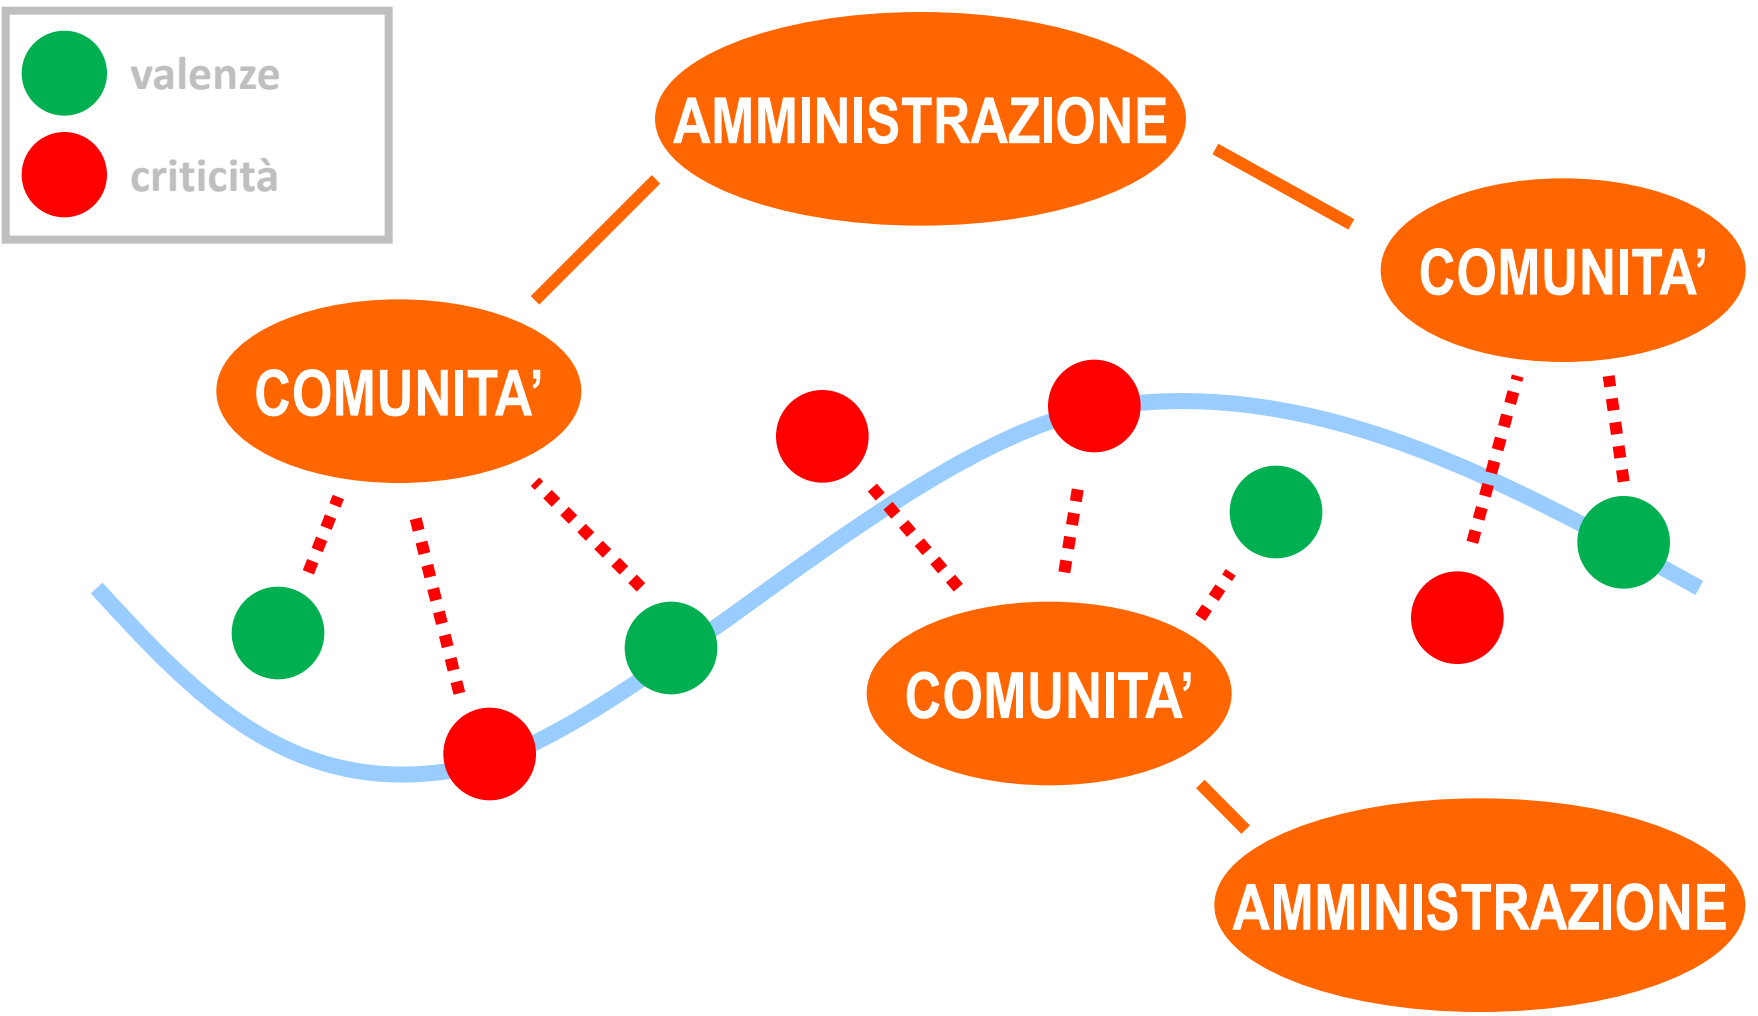 valenze
criticità
AMMINISTRAZIONE
COMUNITA’
COMUNITA’
COMUNITA’
AMMINISTRAZIONE